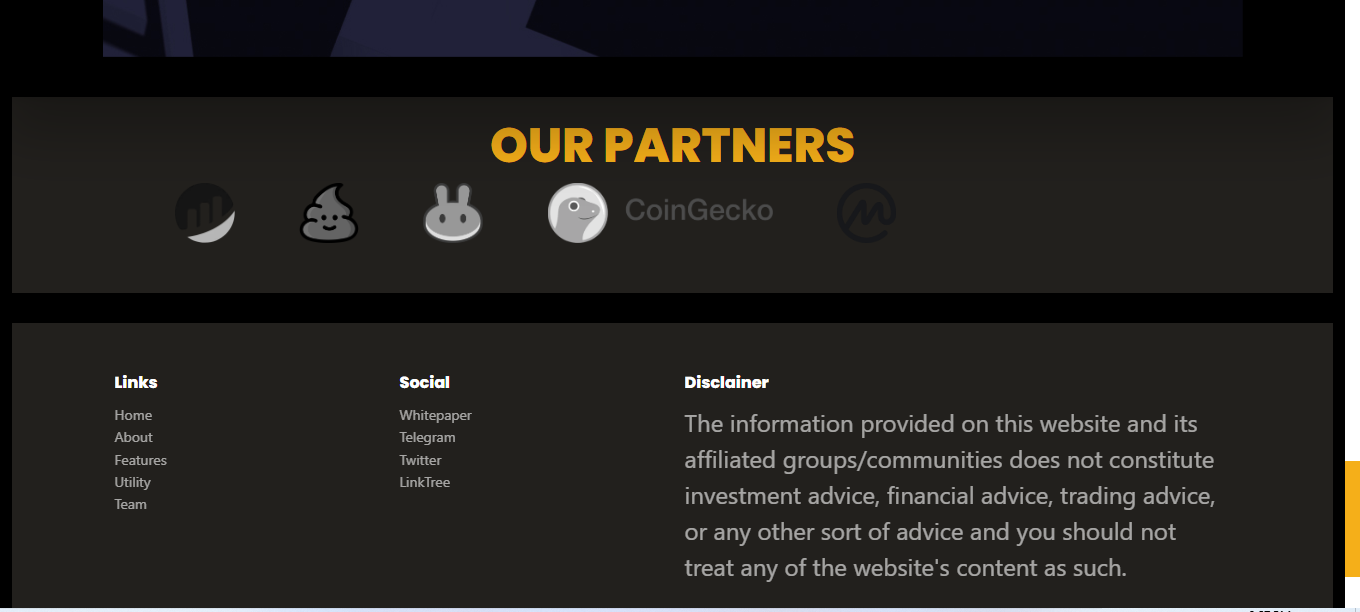 OUR PARTNERS
CoinGecko
Links
Home
About
Features
Utility
Team
Social
Whitepaper
Telegram
Twitter
LinkTree
Disclainer
The information provided on this website and its
affiliated groups/communities does not constitute
investment advice, financial advice, trading advice,
or any other sort of advice and you should not
treat any of the website's content as such.